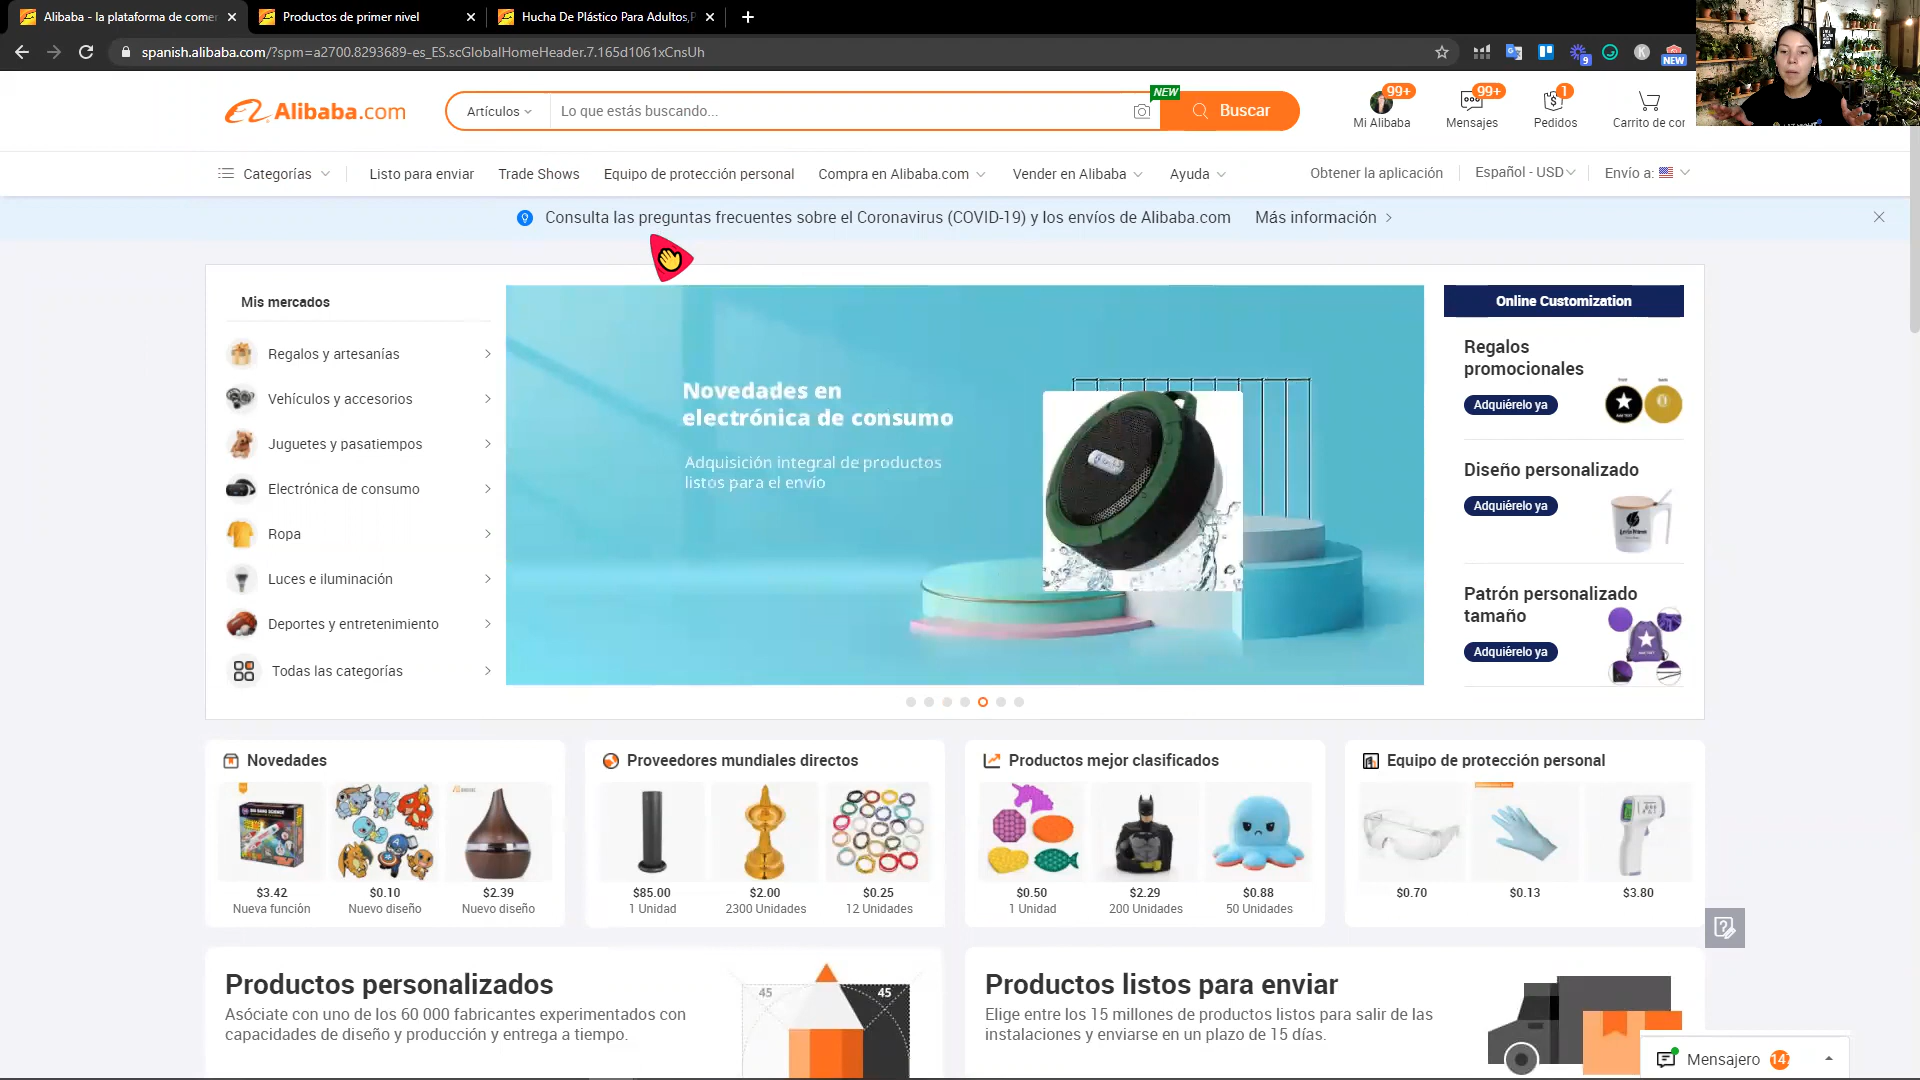 Alibaba - la plataforma de comer
Productos de primer nivel
Hucha De Plástico Para Adultos,P
spanish.alibaba.com/?spm=a2700.8293689-es_ES.scGlobalHomeHeader.7.165d1061xCnsUh
9
K
NEW
Alibaba.com
Artículos
Lo que estás buscando...
NEW
Buscar
99+
Mi Alibaba
99+
Mensajes
1
Pedidos
Carrito de cor
Categorías
Listo para enviar
Trade Shows
Equipo de protección personal
Compra en Alibaba.com
Vender en Alibaba
Ayuda
Obtener la aplicación
Español - USD
Envío a:
Consulta las preguntas frecuentes sobre el Coronavirus (COVID-19) y los envíos de Alibaba.com
Más información
Mis mercados
Regalos y artesanías
Vehículos y accesorios
Juguetes y pasatiempos
Electrónica de consumo
Ropa
Luces e iluminación
Deportes y entretenimiento
Todas las categorías
Novedades en
electrónica de consumo
Adquisición integral de productos
listos para el envío
Online Customization
Regalos
promocionales
Adquiérelo ya
Diseño personalizado
Adquiérelo ya
Patrón personalizado
tamaño
Adquiérelo ya
Novedades
$3.42
Nueva función
$0.10
Nuevo diseño
$2.39
Nuevo diseño
Proveedores mundiales directos
$85.00
1 Unidad
$2.00
2300 Unidades
$0.25
12 Unidades
Productos mejor clasificados
$0.50
1 Unidad
$2.29
200 Unidades
$0.88
50 Unidades
Equipo de protección personal
$0.70
$0.13
$3.80
Productos personalizados
Asóciate con uno de los 60 000 fabricantes experimentados con
capacidades de diseño y producción y entrega a tiempo.
45
45
Productos listos para enviar
Elige entre los 15 millones de productos listos para salir de las
instalaciones y enviarse en un plazo de 15 días.
Mensajero